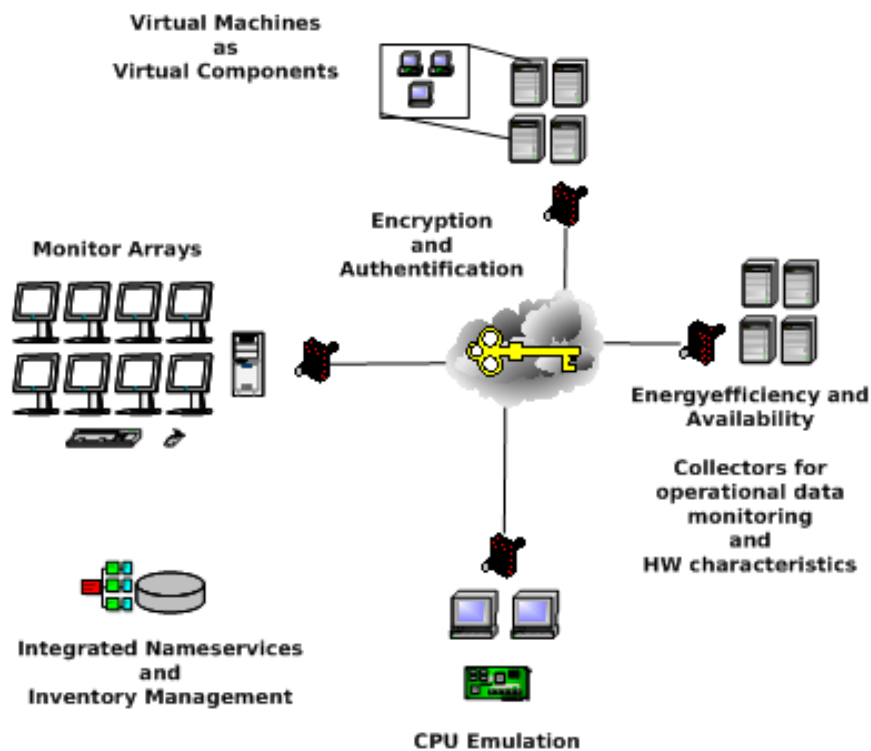 Virtual Machines
as
Virtual Components
Encryption
and
Authentification
Monitor Arrays
Energyefficiency and
Availability
Collectors for
operational data
monitoring
and
HW characteristics
Integrated Nameservices
and
Inventory Management
CPU Emulation